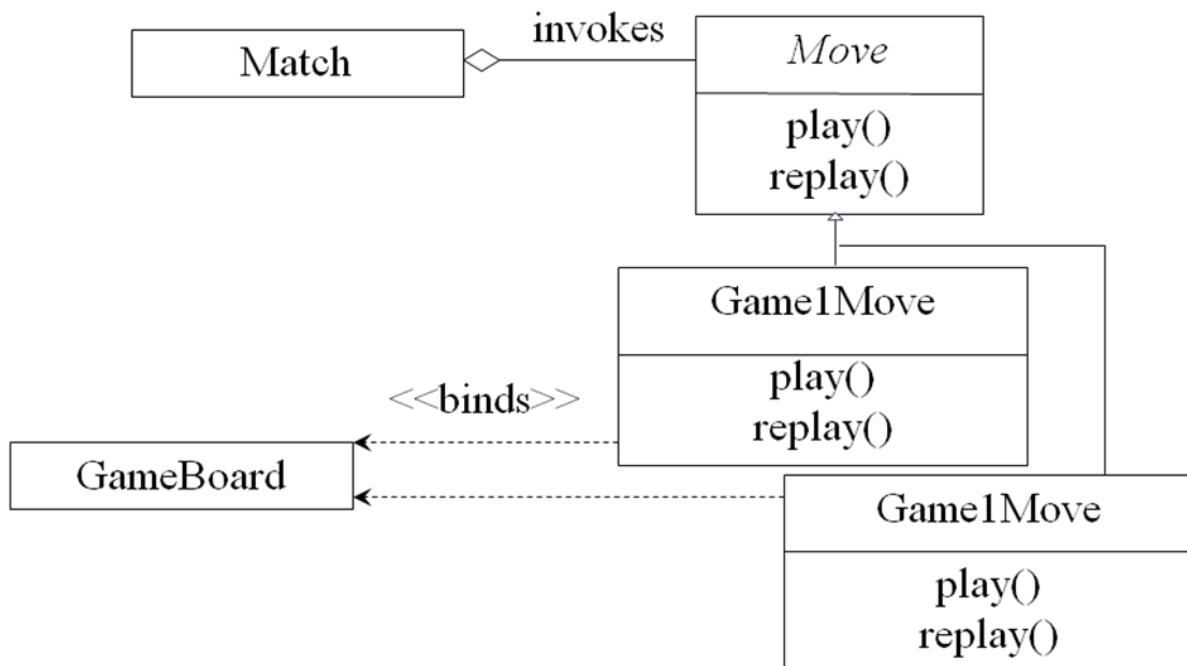 Match
invokes
Move
play()
replay()
Game1Move
play()
replay()
<<binds>>
GameBoard
Game1Move
play()
replay()